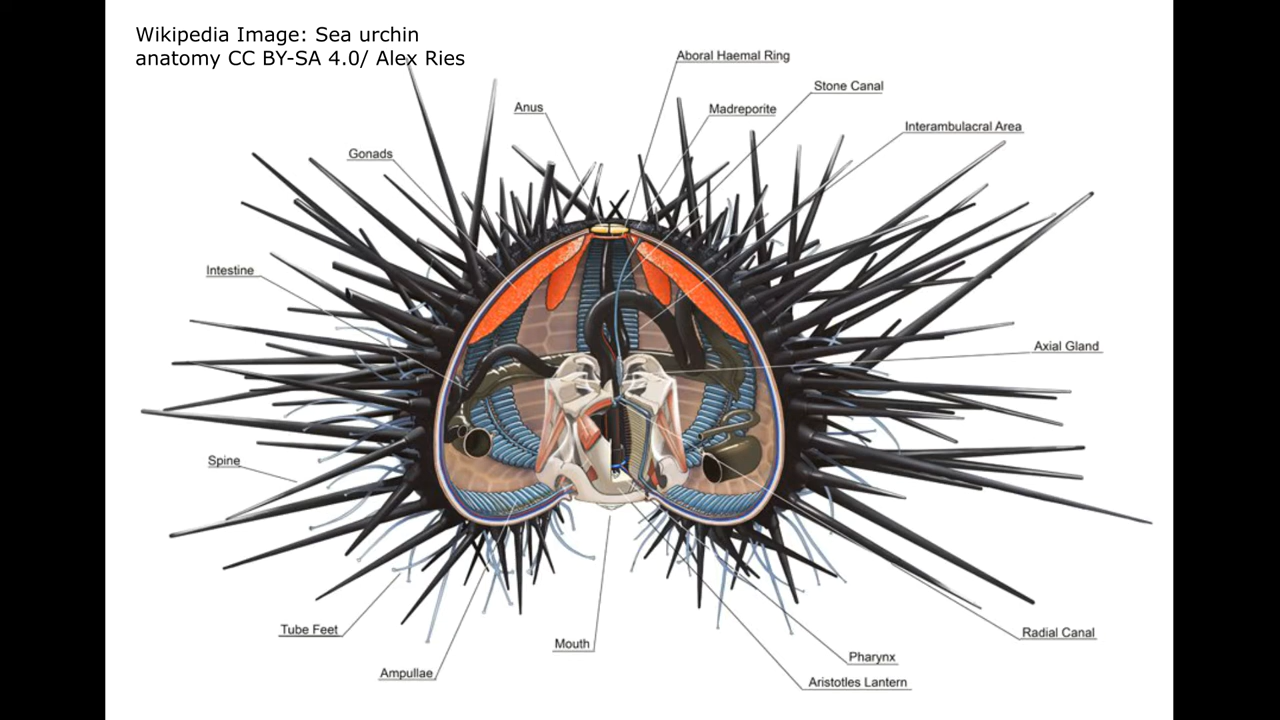 Wikipedia Image: Sea urchin
anatomy CC BY-SA 4.0/ Alex Ries
Aboral Haemal Ring
Stone Canal
Anus
Madreporite
Interambulacral Area
Gonads
Intestine
Axial Gland
Spine
Tube Feet
Radial Canal
Mouth
Pharynx
Ampullae
Aristotles Lantern